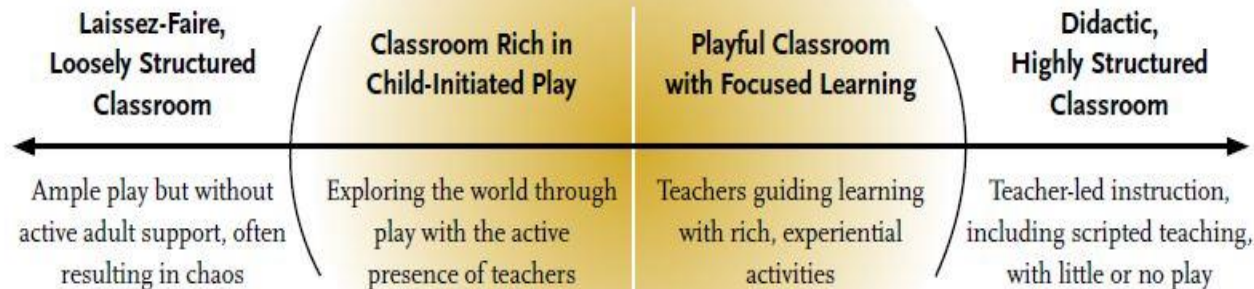 Laissez-Faire,
Loosely Structured
Classroom
Ample play but without
active adult support, often
resulting in chaos
Classroom Rich in
Child-Initiated Play
Exploring the world through
play with the active
presence of teachers
Playful Classroom
with Focused Learning
Teachers guiding learning
with rich, experiential
activities
Didactic,
Highly Structured
Classroom
Teacher-led instruction,
including scripted teaching,
with little or no play